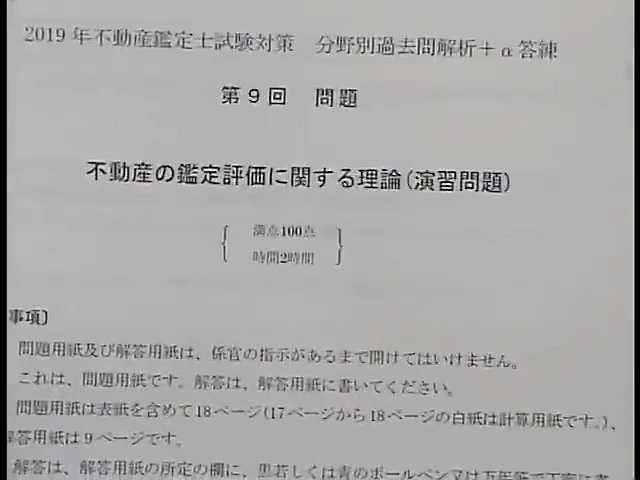 2019年不動産鑑定士試験対策　分野別過去問解析＋α答練
第９回　問題
不動産の鑑定評価に関する理論(演習問題)
満点100点
時間2時間
事項〕
問題用紙及び解答用紙は、係官の指示があるまで開けてはいけません。
これは、問題用紙です。解答は、解答用紙に書いてください。
問題用紙は表紙を含めて18ページ(17ページから18ページの白紙は計算用紙です。)、
解答用紙は９ページです。
解答は、解答用紙の所定の欄に、黒若しくは青のボールペン又は万年筆で丁寧に書